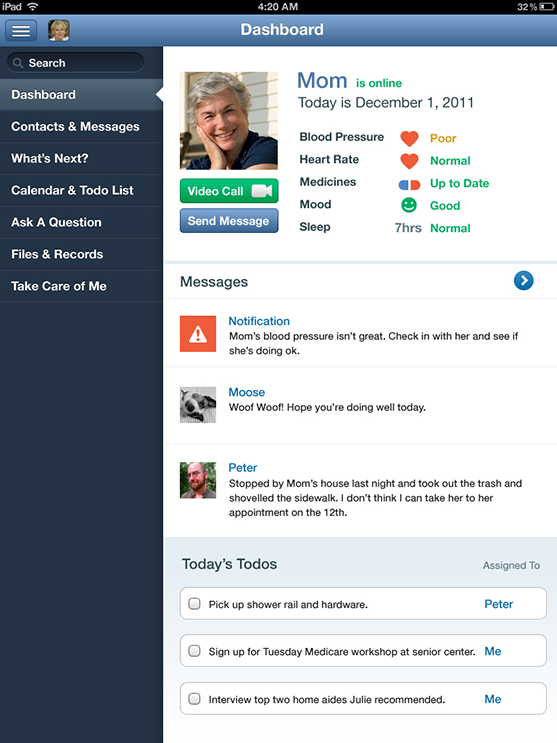 iPad 4:20 AM 32%
Dashboard
Search
Dashboard
Contacts & Messages
What's Next?
Calendar & Todo List
Ask A Question
Files & Records
Take Care of Me
Mom is online
Today is December 1, 2011
Video Call
Send Message
Blood Pressure Poor
Heart Rate Normal
Medicines Up to Date
Mood Good
Sleep 7hrs Normal
Messages
Notification
Mom's blood pressure isn't great. Check in with her and see if
she's doing ok.
Moose
Woof Woof! Hope you're doing well today.
Peter
Stopped by Mom's house last night and took out the trash and
shovelled the sidewalk. I don't think I can take her to her
appointment on the 12th.
Today's Todos Assigned To
Pick up shower rail and hardware. Peter
Sign up for Tuesday Medicare workshop at senior center. Me
Interview top two home aides Julie recommended. Me